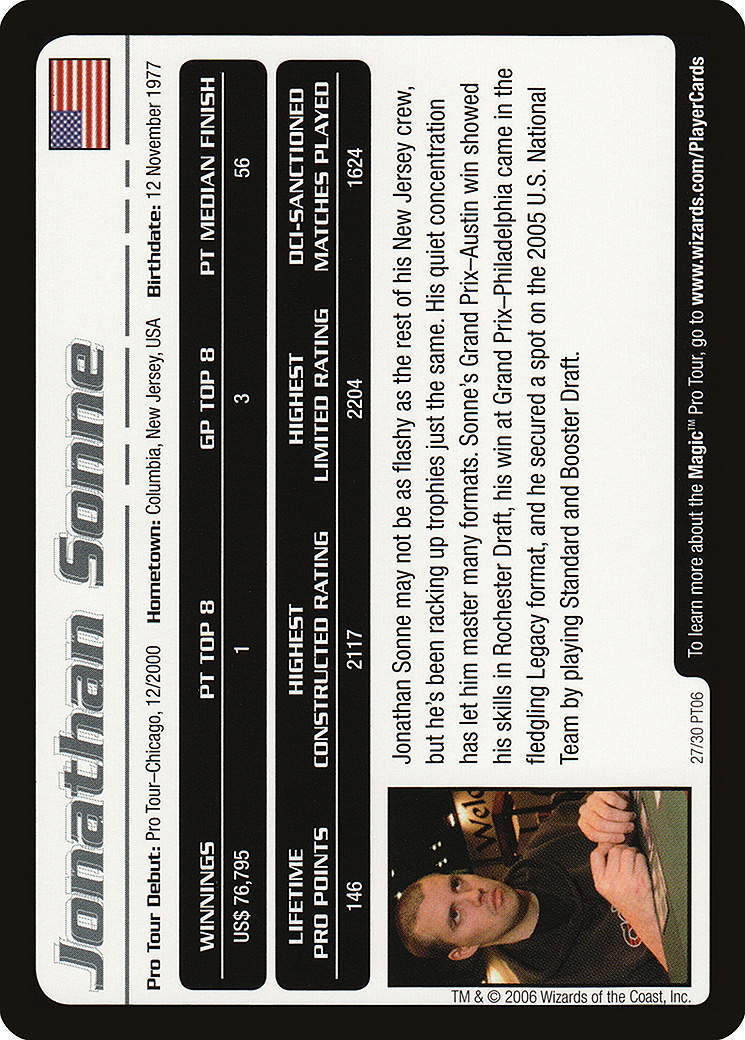 Jonathan Sonne
Pro Tour Debut: Pro Tour–Chicago, 12/2000 Hometown: Columbia, New Jersey, USA Birthdate: 12 November 1977
WINNINGS PT TOP 8 GP TOP 8 PT MEDIAN FINISH
US$ 76,795 1 3 56
LIFETIME PRO POINTS HIGHEST CONSTRUCTED RATING HIGHEST LIMITED RATING DCI-SANCTIONED MATCHES PLAYED
146 2117 2204 1624
Jonathan Sonne may not be as flashy as the rest of his New Jersey crew,
but he's been racking up trophies just the same. His quiet concentration
has let him master many formats. Sonne's Grand Prix–Austin win showed
his skills in Rochester Draft, his win at Grand Prix–Philadelphia came in the
fledgling Legacy format, and he secured a spot on the 2005 U.S. National
Team by playing Standard and Booster Draft.
Welc
TM & © 2006 Wizards of the Coast, Inc.
27/30 PT06
To learn more about the Magic™ Pro Tour, go to www.wizards.com/PlayerCards